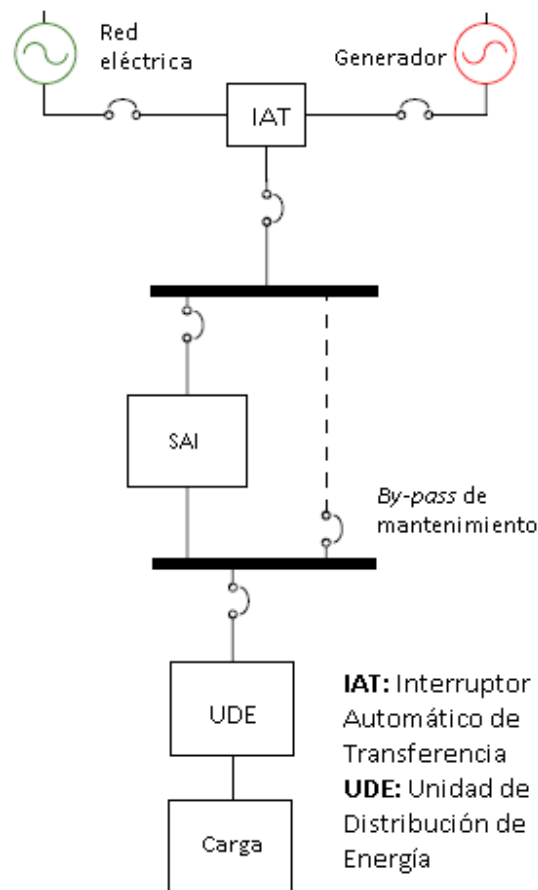 Red
eléctrica
Generador
IAT
SAI
By-pass de
mantenimiento
UDE
IAT: Interruptor
Automático de
Transferencia
UDE: Unidad de
Distribución de
Energía
Carga